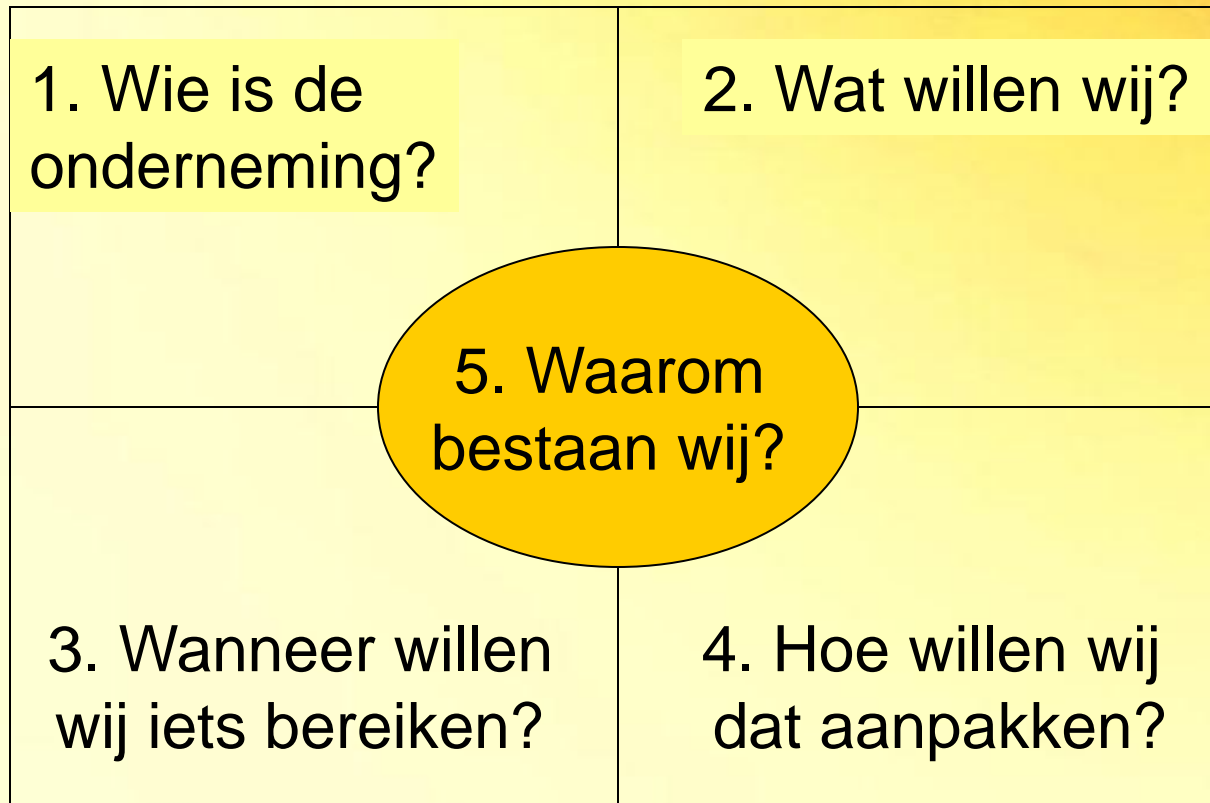 1. Wie is de
onderneming?
2. Wat willen wij?
5. Waarom
bestaan wij?
3. Wanneer willen
wij iets bereiken?
4. Hoe willen wij
dat aanpakken?